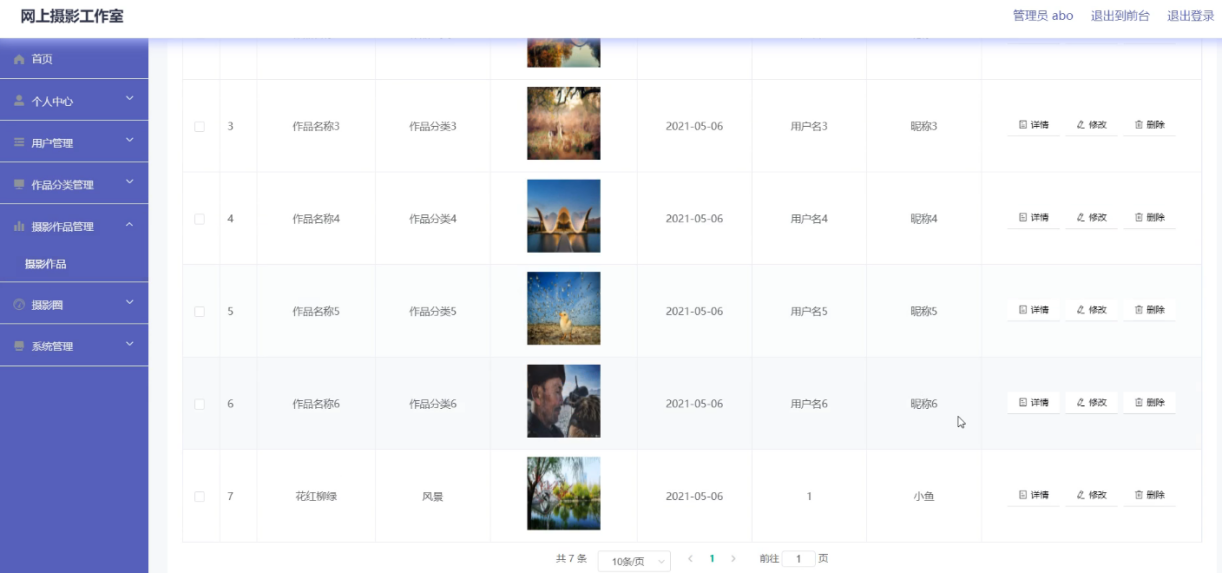 网上摄影工作室 管理员 abo 退出到前台 退出登录
首页
个人中心
用户管理
作品分类管理
摄影作品管理
摄影作品
摄影圈
系统管理
3 作品名称3 作品分类3 2021-05-06 用户名3 昵称3 详情 修改 删除
4 作品名称4 作品分类4 2021-05-06 用户名4 昵称4 详情 修改 删除
5 作品名称5 作品分类5 2021-05-06 用户名5 昵称5 详情 修改 删除
6 作品名称6 作品分类6 2021-05-06 用户名6 昵称6 详情 修改 删除
7 花红柳绿 风景 2021-05-06 1 小鱼 详情 修改 删除
共 7 条 10条/页 1 前往 1 页